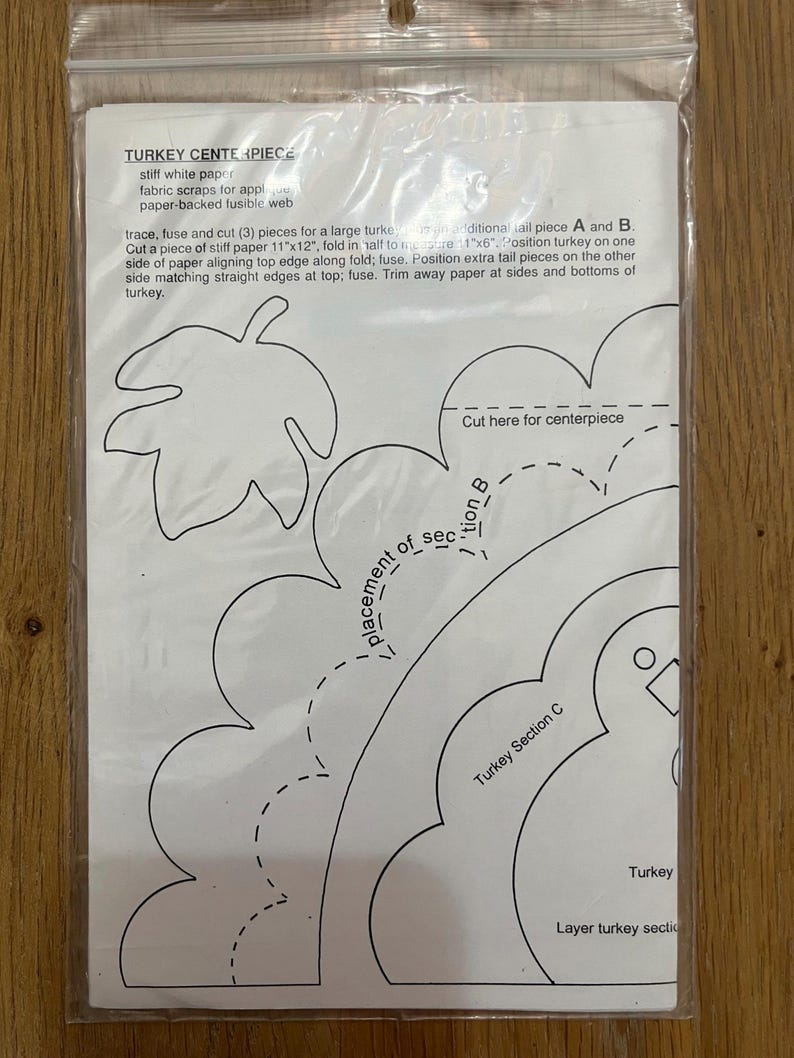 TURKEY CENTERPIECE
stiff white paper
fabric scraps for applique
paper-backed fusible web
trace, fuse and cut (3) pieces for a large turkey plus an additional tail piece A and B.
Cut a piece of stiff paper 11"x12", fold in half to measure 11"x6". Position turkey on one
side of paper aligning top edge along fold; fuse. Position extra tail pieces on the other
side matching straight edges at top; fuse. Trim away paper at sides and bottoms of
turkey.
Cut here for centerpiece
placement of section B
Turkey Section C
Turkey
Layer turkey sectio